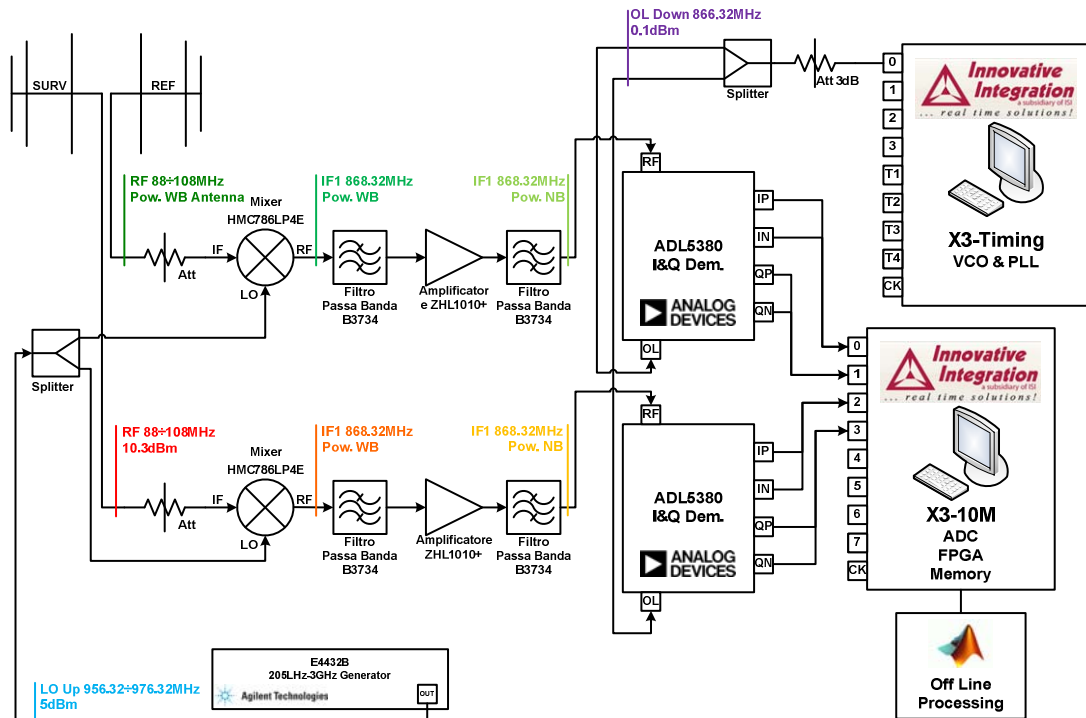 OL Down 866.32MHz
0.1dBm
SURV
REF
Splitter
Att 3dB
0
1
2
3
T1
T2
T3
T4
CK
Innovative
Integration
a subsidiary of ISI
... real time solutions!
X3-Timing
VCO & PLL
RF 88÷108MHz
Pow. WB Antenna
Mixer
HMC786LP4E
IF
RF
LO
Att
IF1 868.32MHz
Pow. WB
Filtro
Passa Banda
B3734
Amplificator
e ZHL1010+
IF1 868.32MHz
Pow. NB
Filtro
Passa Banda
B3734
RF
IP
IN
QP
QN
OL
ADL5380
I&Q Dem.
ANALOG
DEVICES
Splitter
RF 88÷108MHz
10.3dBm
Mixer
HMC786LP4E
IF
RF
LO
Att
IF1 868.32MHz
Pow. WB
Filtro
Passa Banda
B3734
Amplificatore
ZHL1010+
IF1 868.32MHz
Pow. NB
Filtro
Passa Banda
B3734
RF
IP
IN
QP
QN
OL
ADL5380
I&Q Dem.
ANALOG
DEVICES
0
1
2
3
4
5
6
7
CK
Innovative
Integration
... real time solutions!
X3-10M
ADC
FPGA
Memory
Off Line
Processing
LO Up 956.32÷976.32MHz
5dBm
E4432B
205LHz-3GHz Generator
Agilent Technologies
OUT